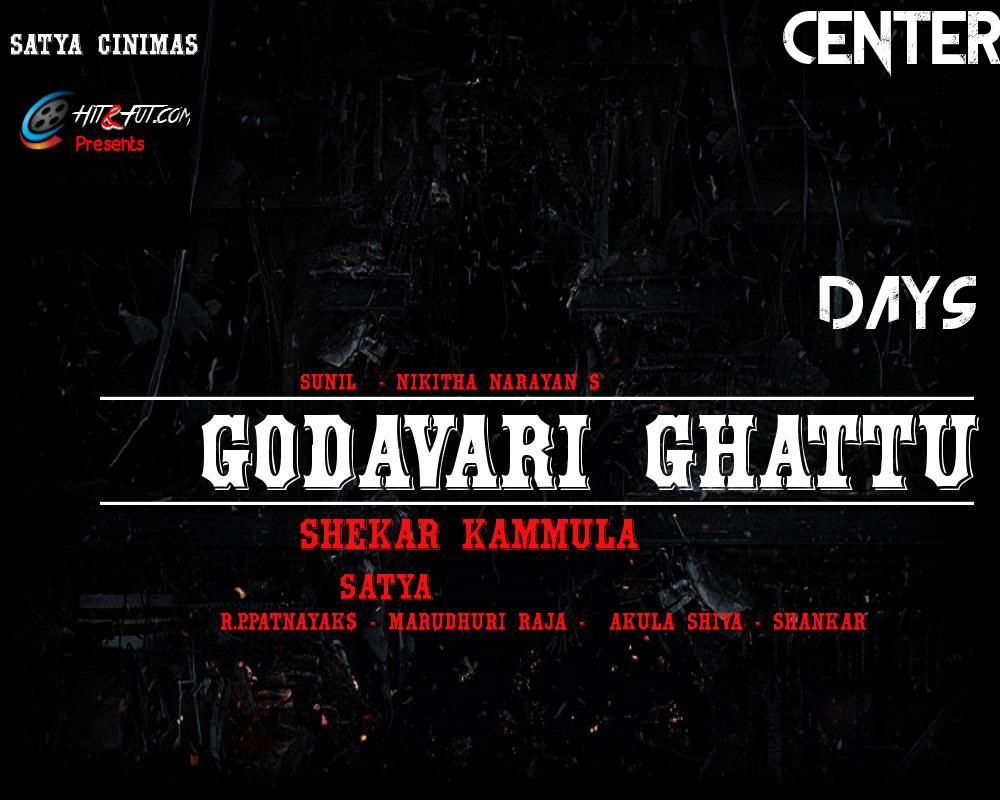 SATYA CINIMAS
CENTER
HIT&FUT.COM
Presents
DAYS
SUNIL - NIKITHA NARAYAN $
GODAVARI GHATTU
SHEKAR KAMMULA
SATYA
R.P.PATNAYAK$ - MARUDHURI RAJA - AKULA SHIVA - SHANKAR